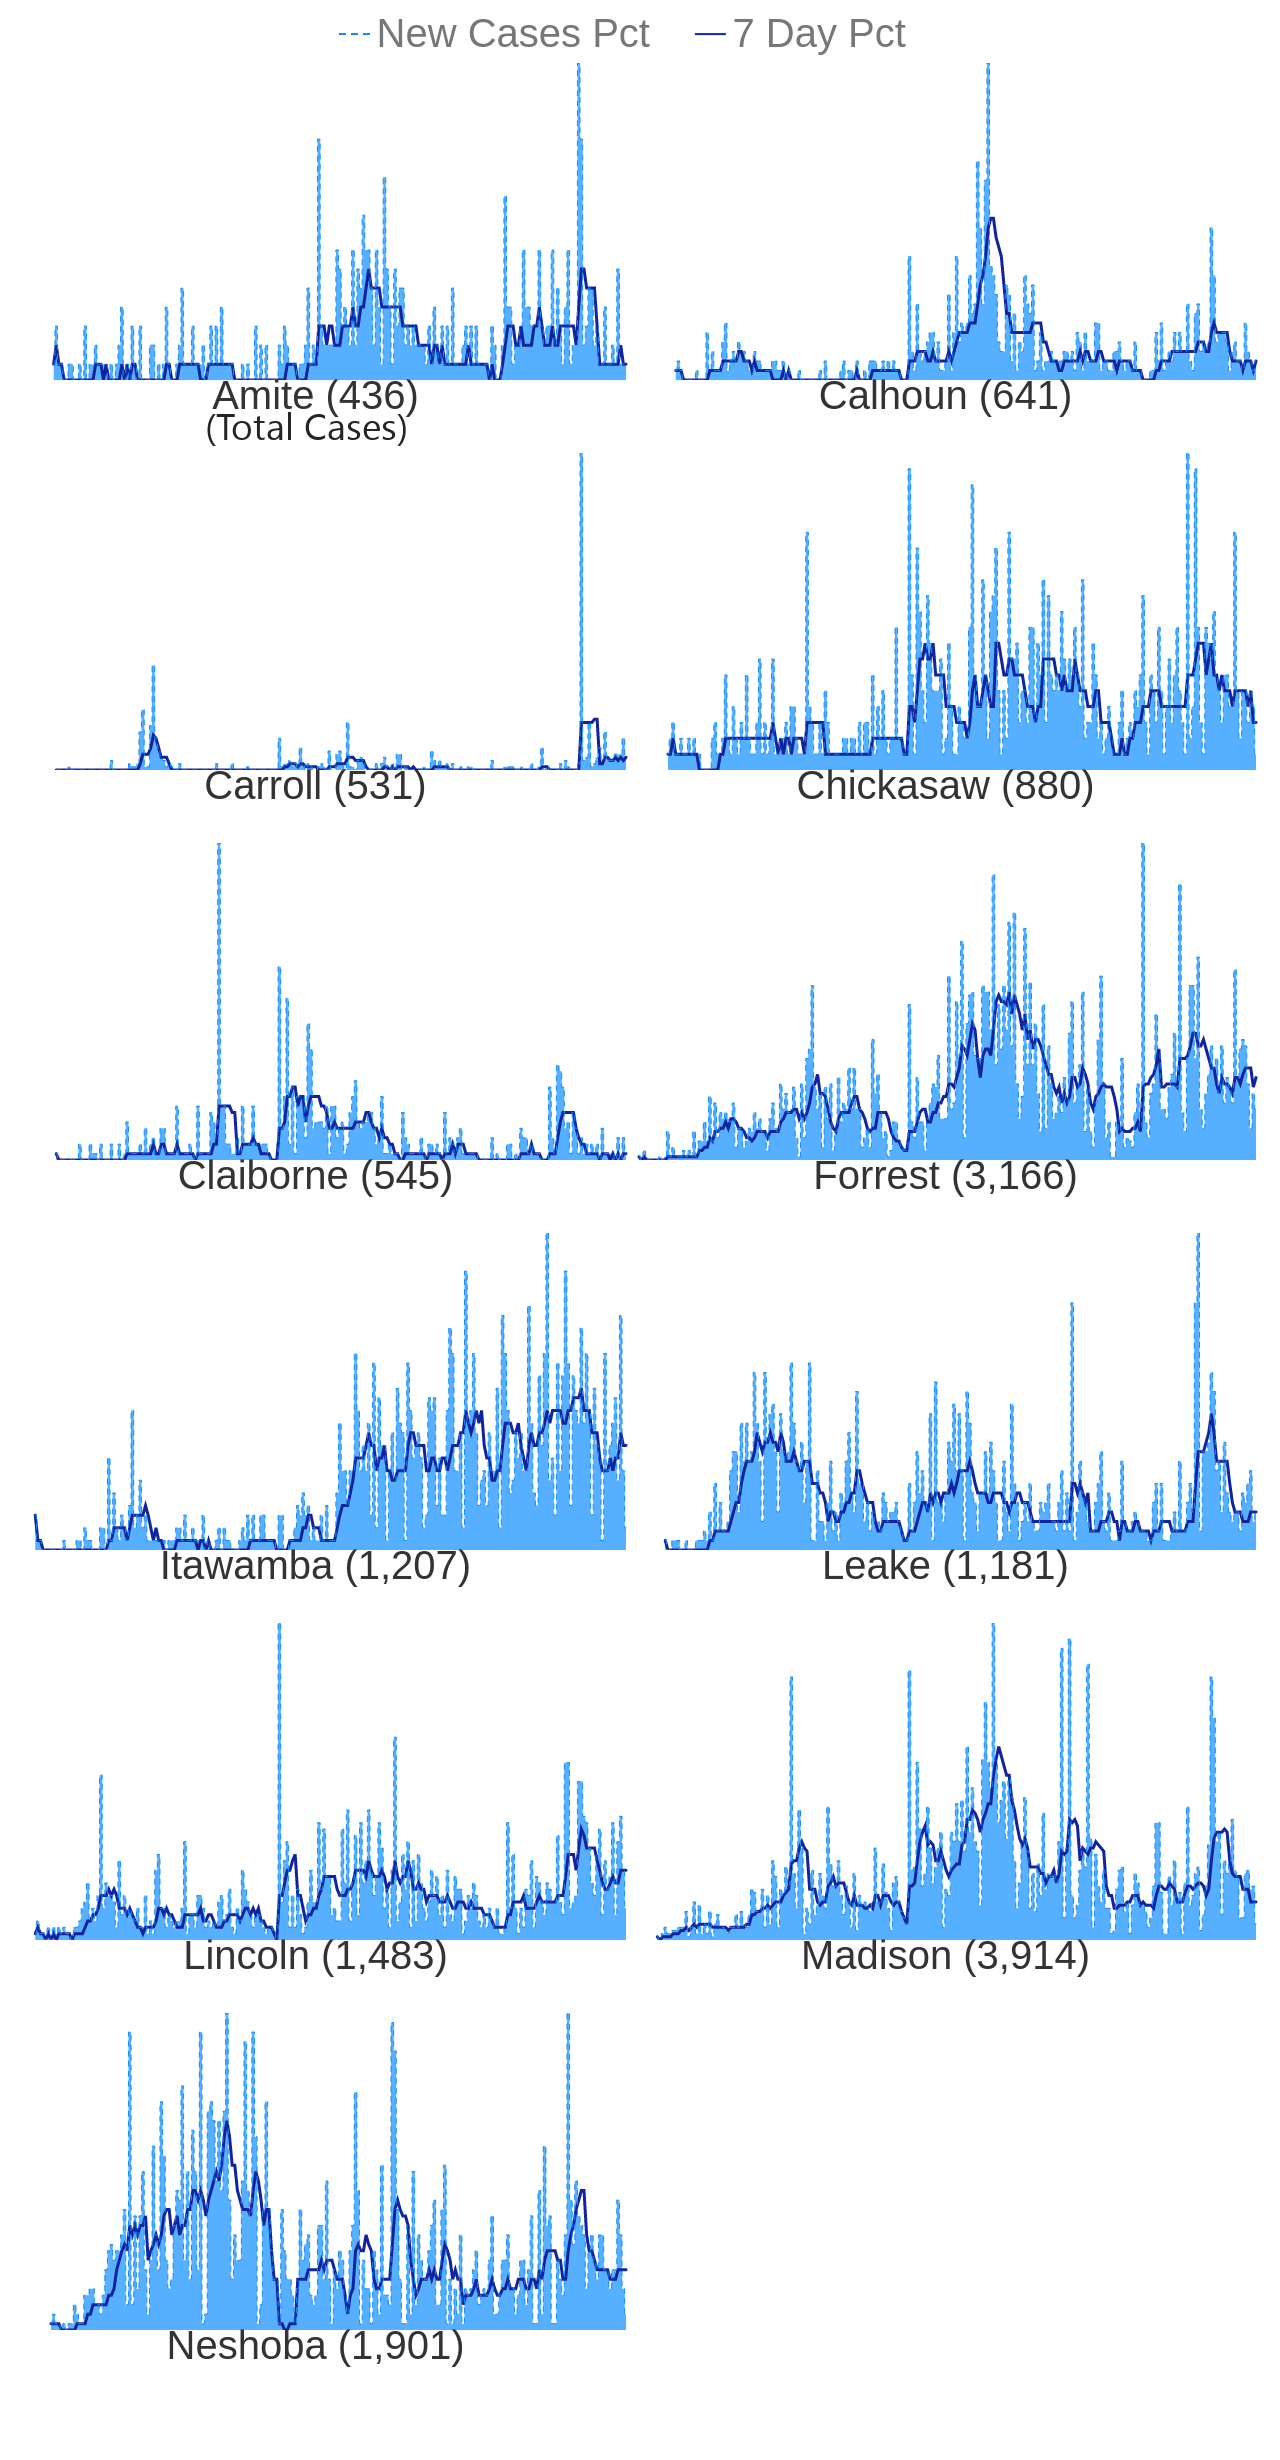 New Cases Pct 7 Day Pct
Amite (436) Calhoun (641)
(Total Cases)
Carroll (531) Chickasaw (880)
Claiborne (545) Forrest (3,166)
Itawamba (1,207) Leake (1,181)
Lincoln (1,483) Madison (3,914)
Neshoba (1,901)